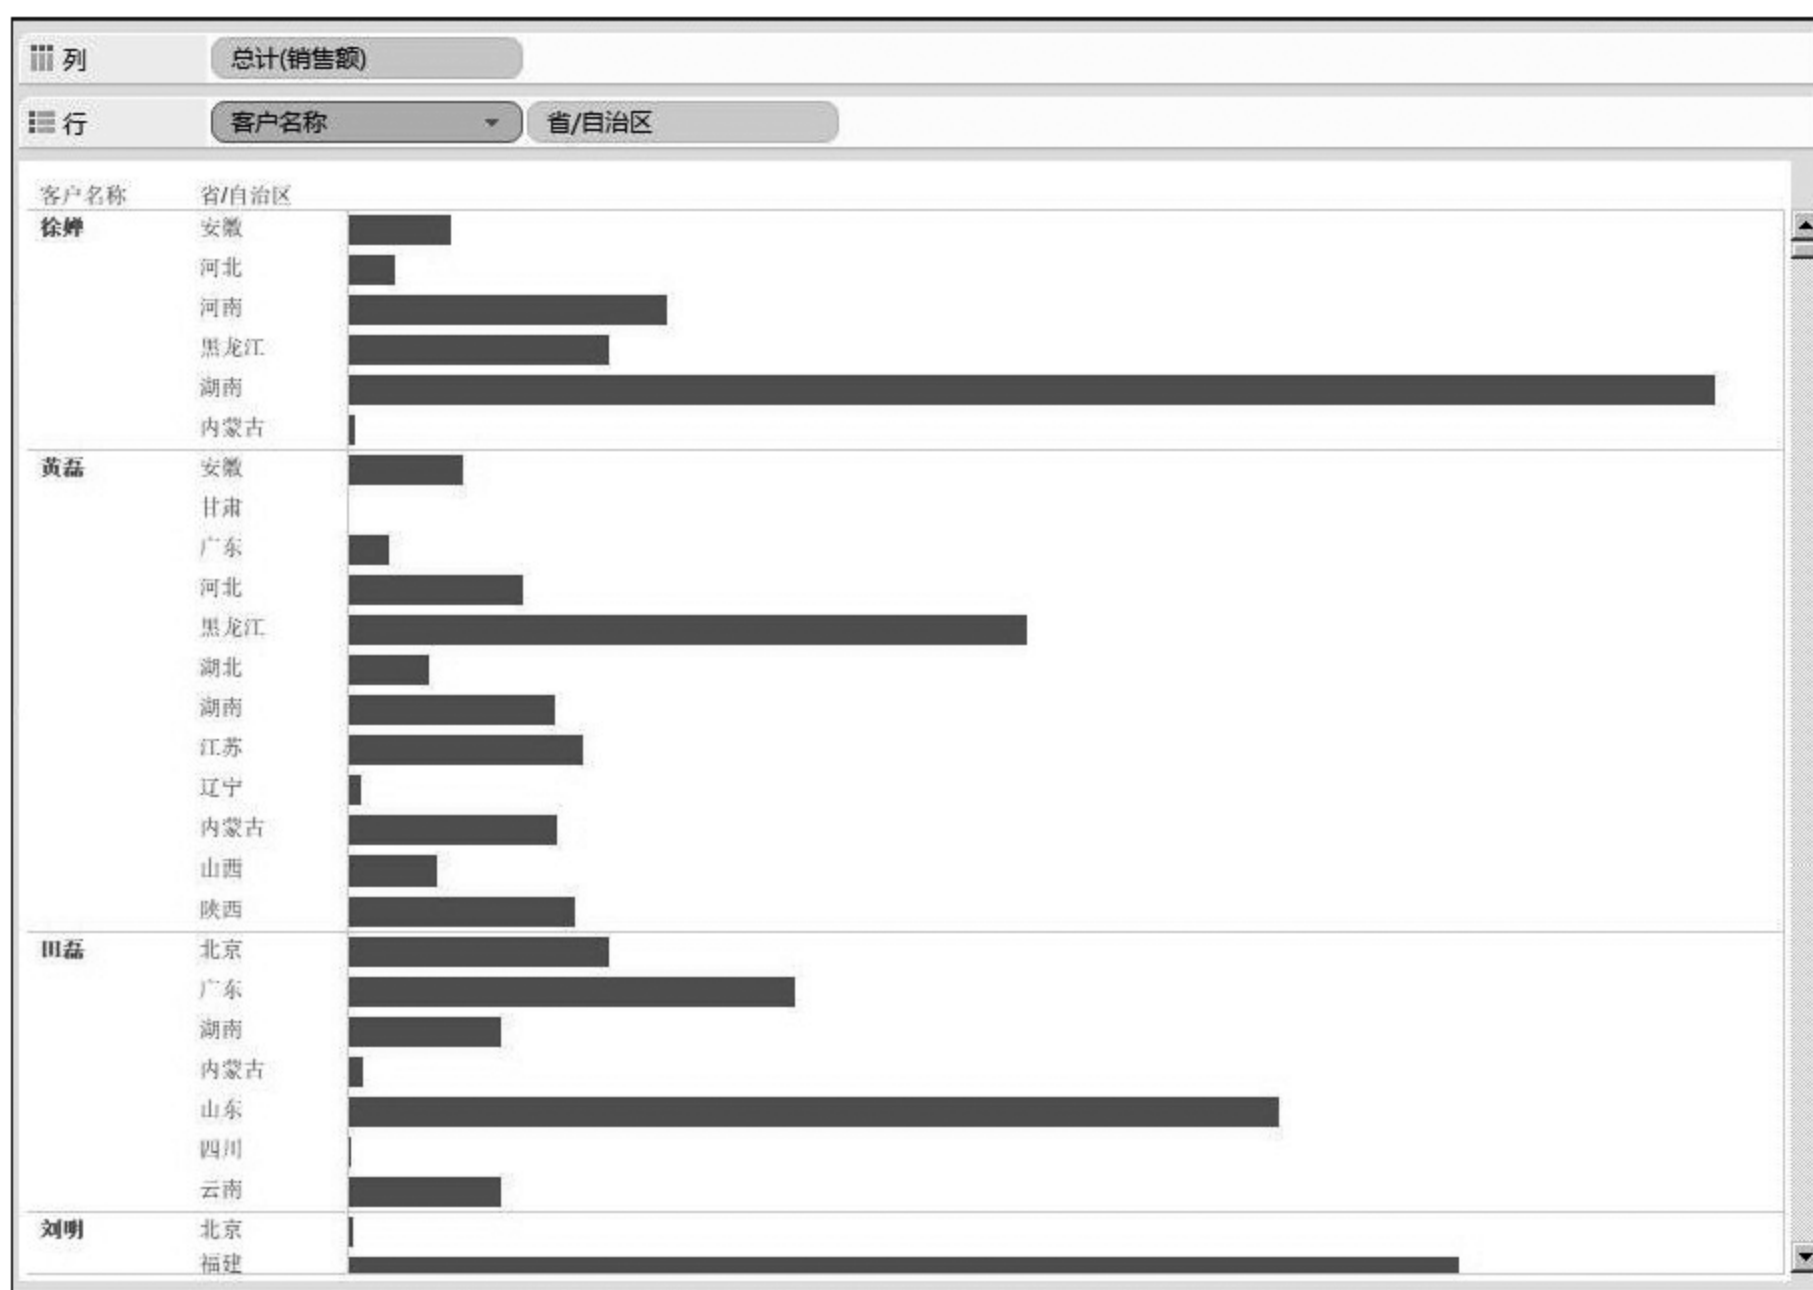 列 总计(销售额)
行 客户名称 省/自治区
客户名称 省/自治区
徐婵 安徽
河北
河南
黑龙江
湖南
内蒙古
黄磊 安徽
甘肃
广东
河北
黑龙江
湖北
湖南
江苏
辽宁
内蒙古
山西
陕西
田磊 北京
广东
湖南
内蒙古
山东
四川
云南
刘明 北京
福建